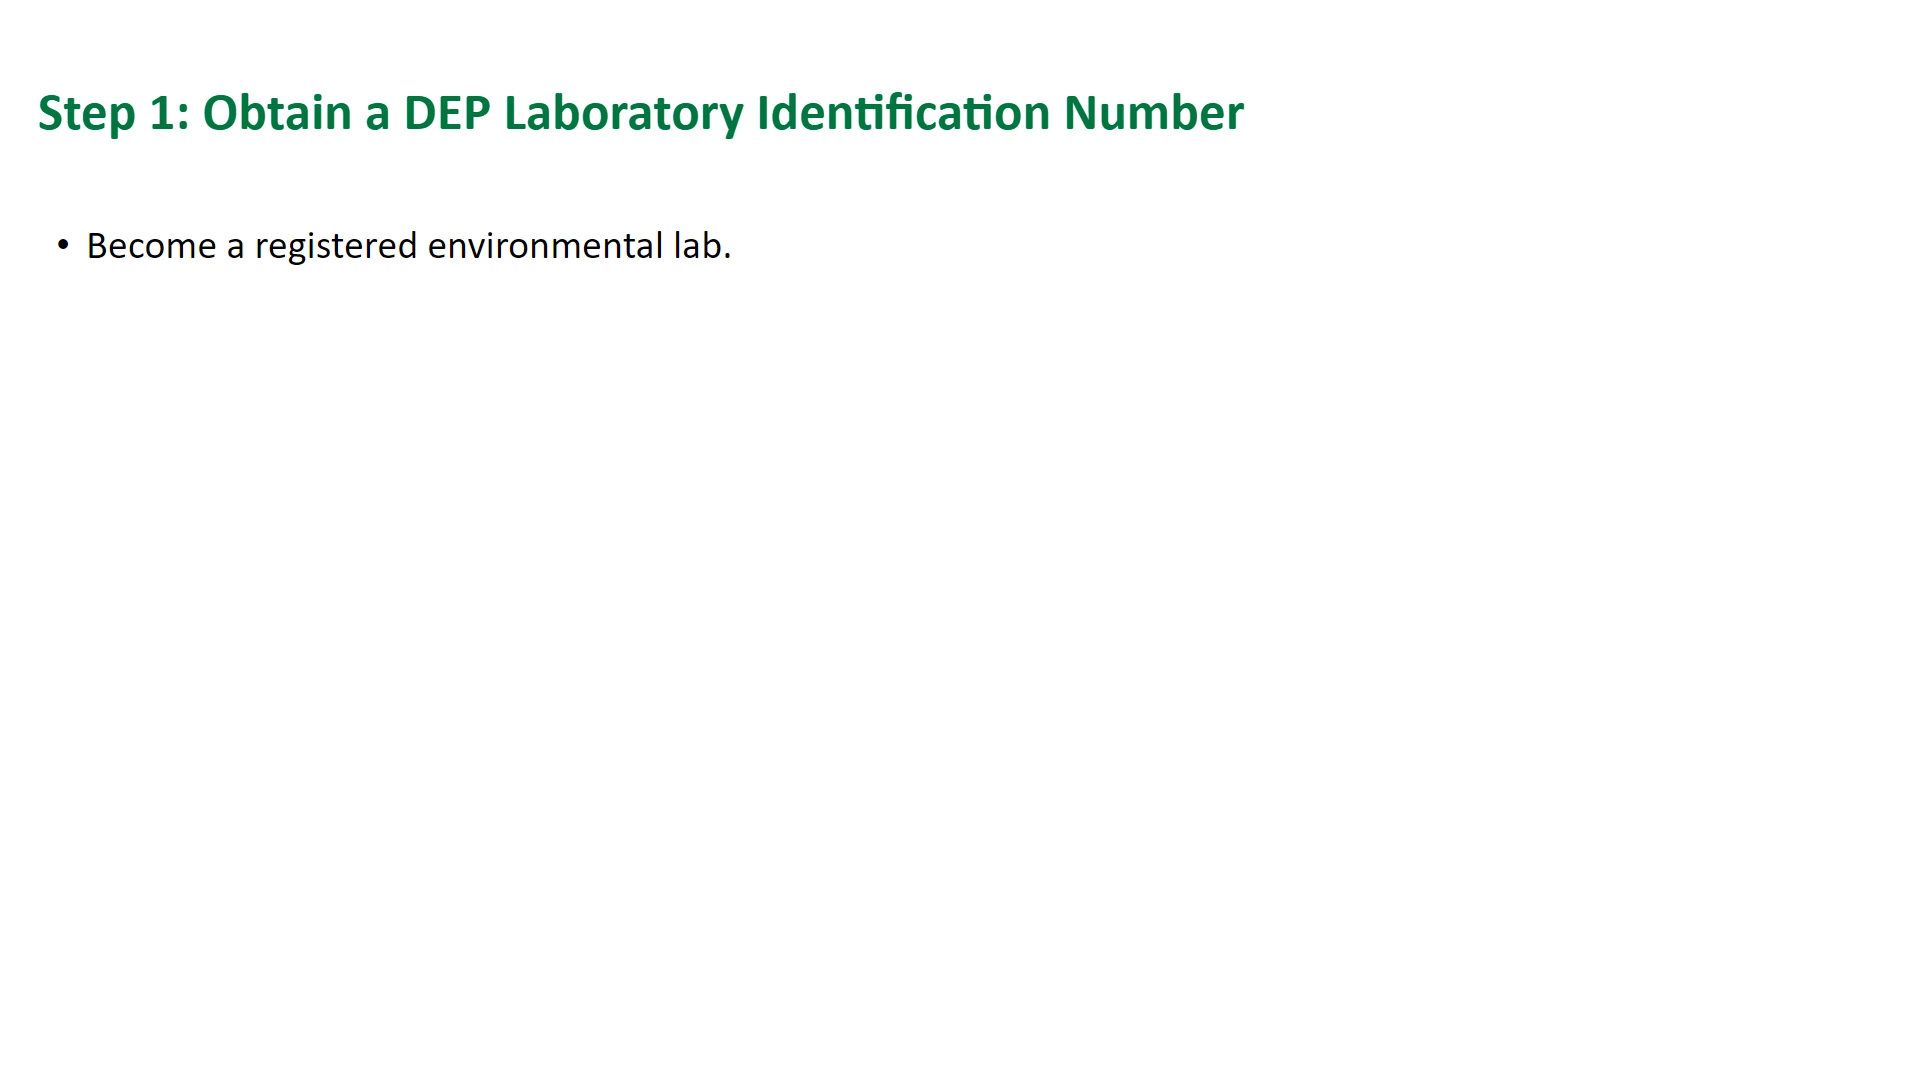 Step 1: Obtain a DEP Laboratory Identification Number
• Become a registered environmental lab.